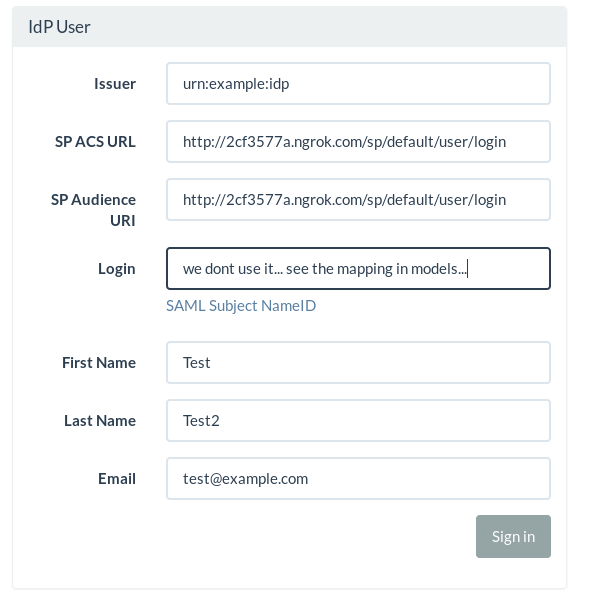 IdP User
Issuer urn:example:idp
SP ACS URL http://2cf3577a.ngrok.com/sp/default/user/login
SP Audience http://2cf3577a.ngrok.com/sp/default/user/login
URI
Login we dont use it... see the mapping in models...
SAML Subject NameID
First Name Test
Last Name Test2
Email test@example.com
Sign in